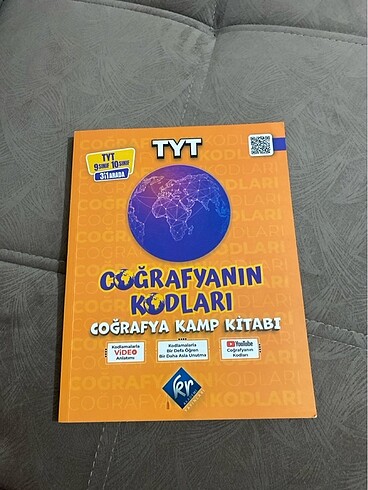 TYT
TYT
9.SINIF 10.SINIF
3'Ü 1 ARADA
COĞRAFYANIN
KODLARI
COĞRAFYA KAMP KİTABI
Kodlamalarla
VİDEO
Anlatımı
Kodlamalarla
Bir Defa Öğren
Bir Daha Asla Unutma
YouTube
Coğrafyanın
Kodları
KR